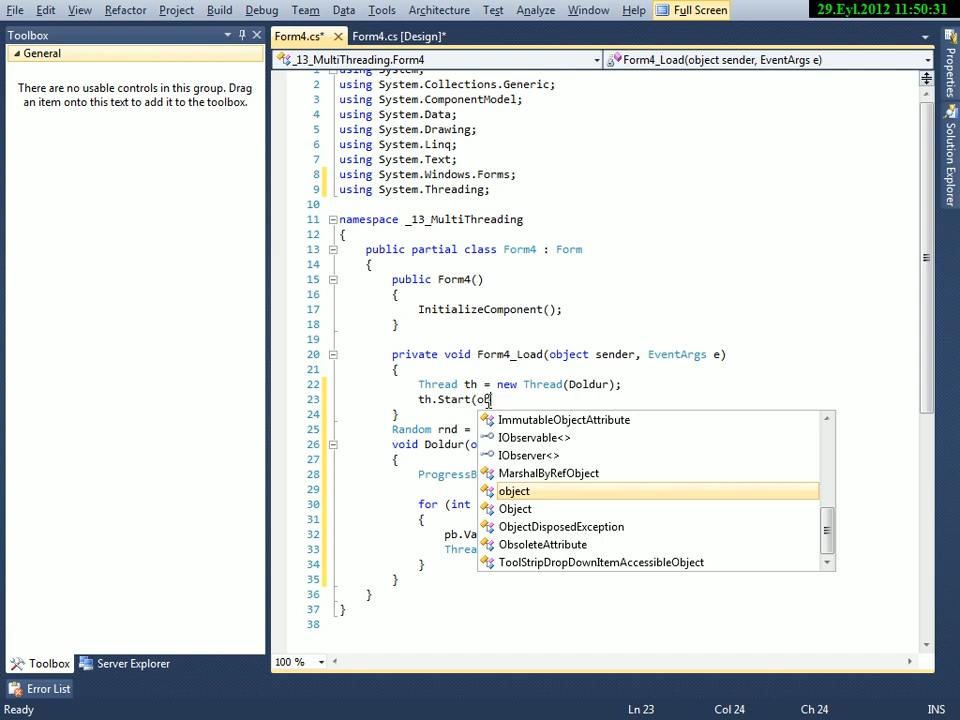 File Edit View Refactor Project Build Debug Team Data Tools Architecture Test Analyze Window Help Full Screen 29.Eyl.2012 11:50:31
Toolbox
General
There are no usable controls in this group. Drag
an item onto this text to add it to the toolbox.
Form4.cs* Form4.cs [Design]*
_13_MultiThreading.Form4 Form4_Load(object sender, EventArgs e)
1 using System;
2 using System.Collections.Generic;
3 using System.ComponentModel;
4 using System.Data;
5 using System.Drawing;
6 using System.Linq;
7 using System.Text;
8 using System.Windows.Forms;
9 using System.Threading;
10
11 namespace _13_MultiThreading
12 {
13 public partial class Form4 : Form
14 {
15 public Form4()
16 {
17 InitializeComponent();
18 }
19
20 private void Form4_Load(object sender, EventArgs e)
21 {
22 Thread th = new Thread(Doldur);
23 th.Start(
24 }
25 Random rnd =
26 void Doldur(
27 {
28 ProgressB
29
30 for (int
31 {
32 pb.Va
33 Threa
34 }
35 }
36 }
37 }
38
ImmutableObjectAttribute
IObservable<>
IObserver<>
MarshalByRefObject
object
Object
ObjectDisposedException
ObsoleteAttribute
ToolStripDropDownItemAccessibleObject
100 %
Toolbox Server Explorer
Error List
Ready Ln 23 Col 24 Ch 24 INS
Properties
Solution Explorer